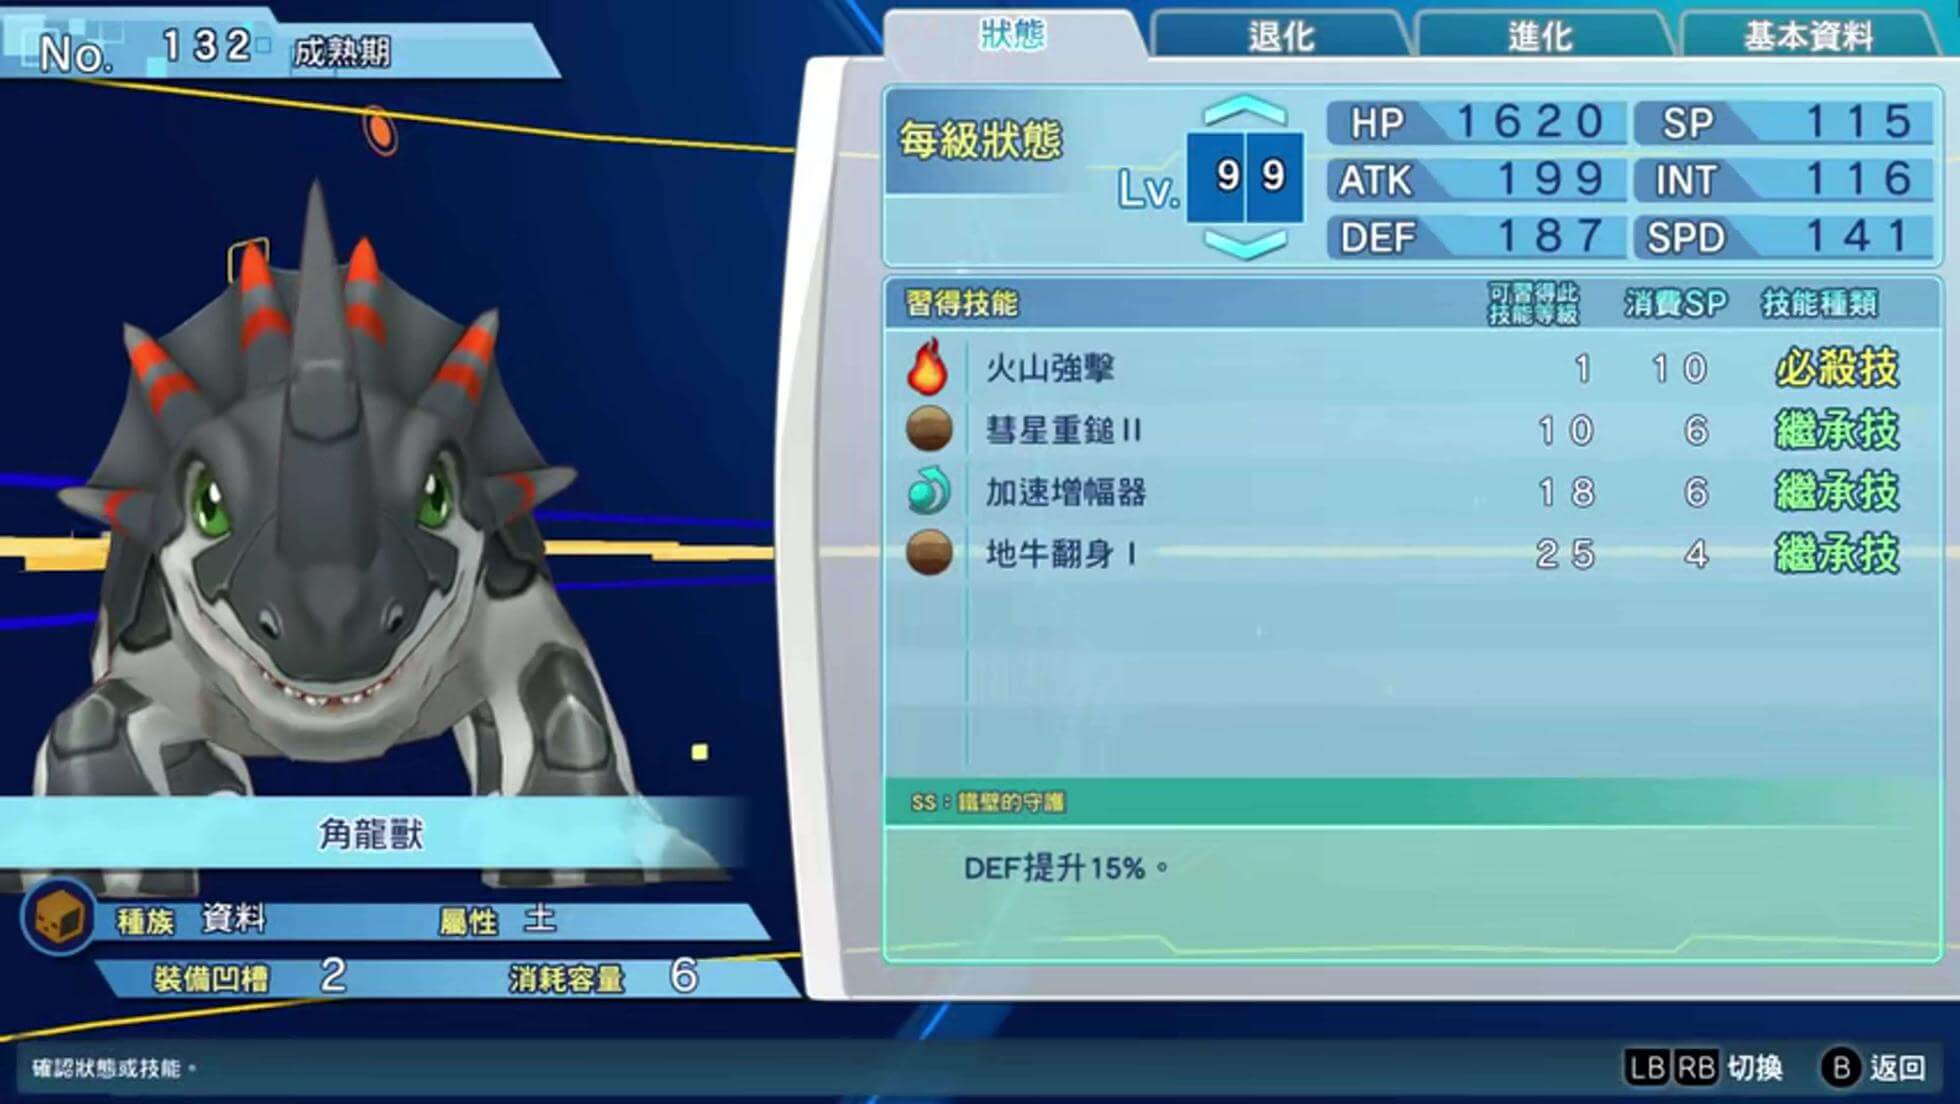 No. 132 成熟期
狀態 退化 進化 基本資料
每級狀態 Lv. 99
HP 1620 SP 115
ATK 199 INT 116
DEF 187 SPD 141
習得技能 可習得此技能等級 消費SP 技能種類
火山強擊 1 10 必殺技
彗星重鎚II 10 6 繼承技
加速增幅器 18 6 繼承技
地牛翻身I 25 4 繼承技
SS：鐵壁的守護
DEF提升15%。
角龍獸
種族 資料 屬性 土
裝備凹槽 2 消耗容量 6
確認狀態或技能。
LB RB 切換 B 返回